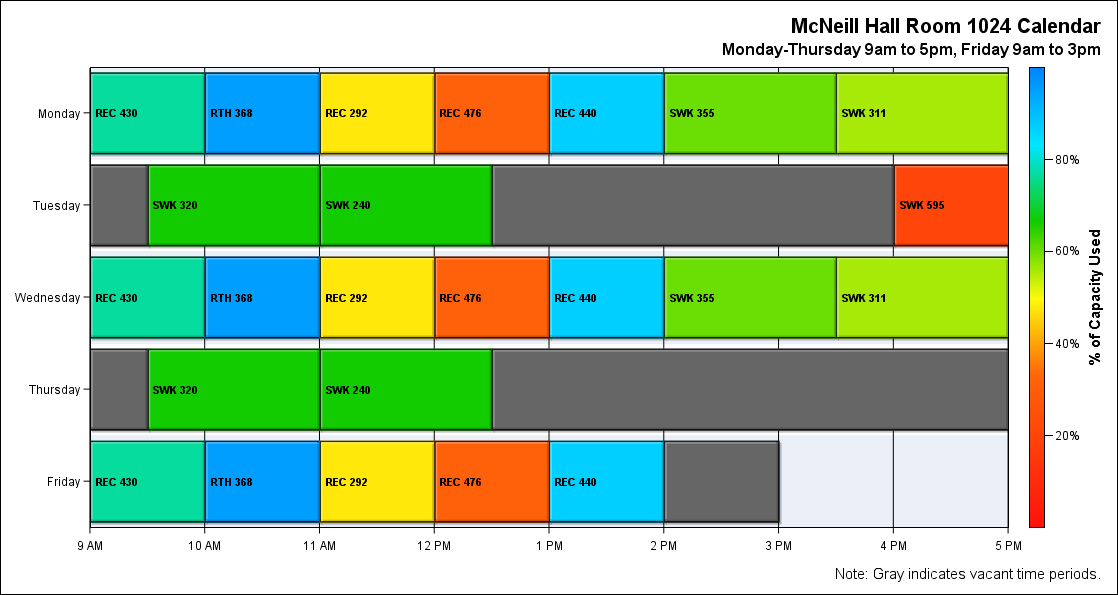 McNeill Hall Room 1024 Calendar
Monday-Thursday 9am to 5pm, Friday 9am to 3pm
Monday
REC 430
RTH 368
REC 292
REC 476
REC 440
SWK 355
SWK 311
Tuesday
SWK 320
SWK 240
SWK 595
Wednesday
REC 430
RTH 368
REC 292
REC 476
REC 440
SWK 355
SWK 311
Thursday
SWK 320
SWK 240
Friday
REC 430
RTH 368
REC 292
REC 476
REC 440
9 AM
10 AM
11 AM
12 PM
1 PM
2 PM
3 PM
4 PM
5 PM
80%
60%
40%
20%
% of Capacity Used
Note: Gray indicates vacant time periods.